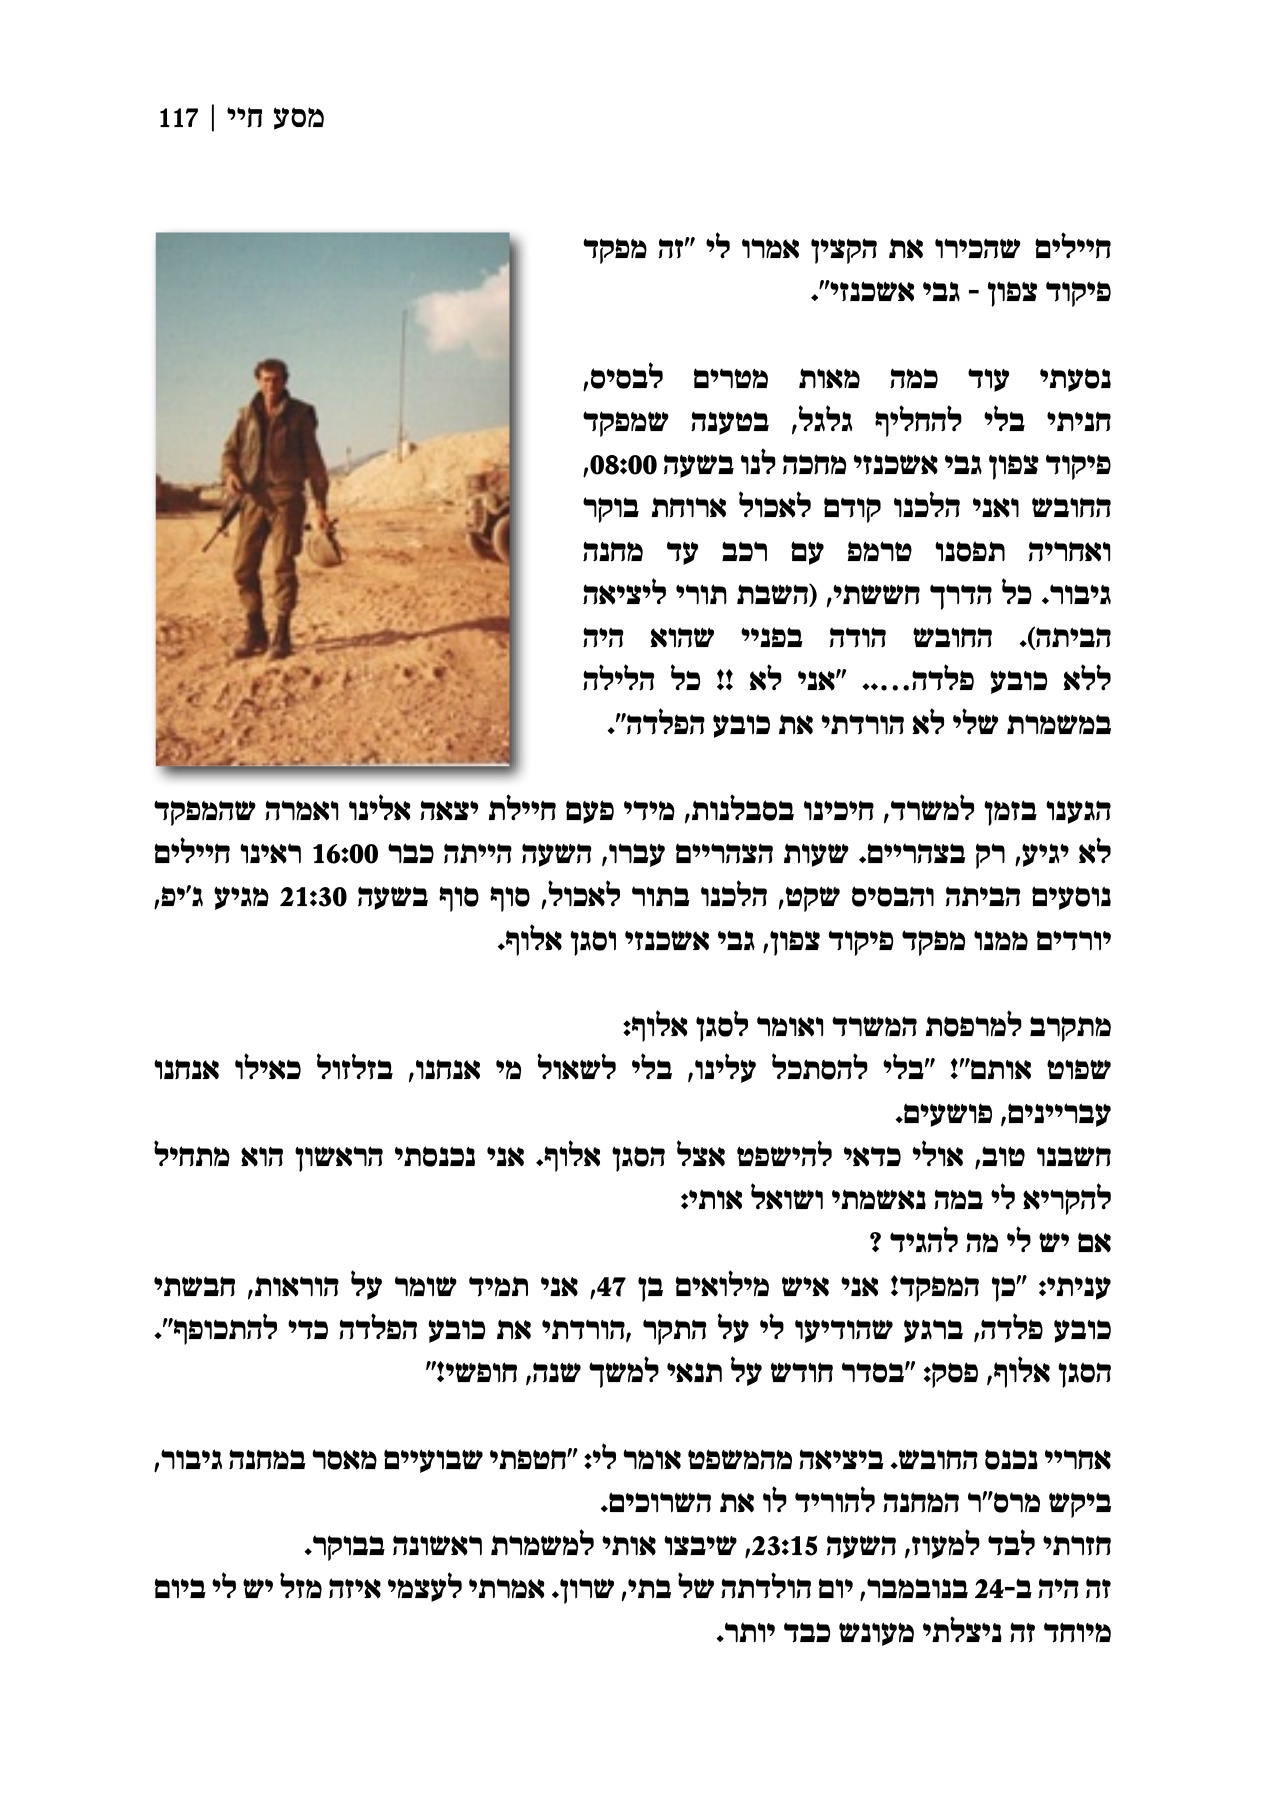 מסע חיי | 117
חיילים שהכירו את הקצין אמרו לי "זה מפקד
פיקוד צפון - גבי אשכנזי".
נסעתי עוד כמה מאות מטרים לבסיס,
חניתי בלי להחליף גלגל, בטענה שמפקד
פיקוד צפון גבי אשכנזי מחכה לנו בשעה 08:00,
החובש ואני הלכנו קודם לאכול ארוחת בוקר
ואחריה תפסנו טרמפ עם רכב עד מחנה
גיבור. כל הדרך חששתי, (השבת תורי ליציאה
הביתה). החובש הודה בפניי שהוא היה
ללא כובע פלדה..... "אני לא !! כל הלילה
במשמרת שלי לא הורדתי את כובע הפלדה".
הגענו בזמן למשרד, חיכינו בסבלנות, מידי פעם חיילת יצאה אלינו ואמרה שהמפקד
לא יגיע, רק בצהריים. שעות הצהריים עברו, השעה הייתה כבר 16:00 ראינו חיילים
נוסעים הביתה והבסיס שקט, הלכנו בתור לאכול, סוף סוף בשעה 21:30 מגיע ג'יפ,
יורדים ממנו מפקד פיקוד צפון, גבי אשכנזי וסגן אלוף.
מתקרב למרפסת המשרד ואומר לסגן אלוף:
שפוט אותם"! "בלי להסתכל עלינו, בלי לשאול מי אנחנו, בזלזול כאילו אנחנו
עבריינים, פושעים.
חשבנו טוב, אולי כדאי להישפט אצל הסגן אלוף. אני נכנסתי הראשון הוא מתחיל
להקריא לי במה נאשמתי ושואל אותי:
אם יש לי מה להגיד ?
עניתי: "כן המפקד! אני איש מילואים בן 47, אני תמיד שומר על הוראות, חבשתי
כובע פלדה, ברגע שהודיעו לי על התקר ,הורדתי את כובע הפלדה כדי להתכופף".
הסגן אלוף, פסק: "בסדר חודש על תנאי למשך שנה, חופשי!"
אחריי נכנס החובש. ביציאה מהמשפט אומר לי: "חטפתי שבועיים מאסר במחנה גיבור,
ביקש מרס"ר המחנה להוריד לו את השרוכים.
חזרתי לבד למעוז, השעה 23:15, שיבצו אותי למשמרת ראשונה בבוקר.
זה היה ב-24 בנובמבר, יום הולדתה של בתי, שרון. אמרתי לעצמי איזה מזל יש לי ביום
מיוחד זה ניצלתי מעונש כבד יותר.